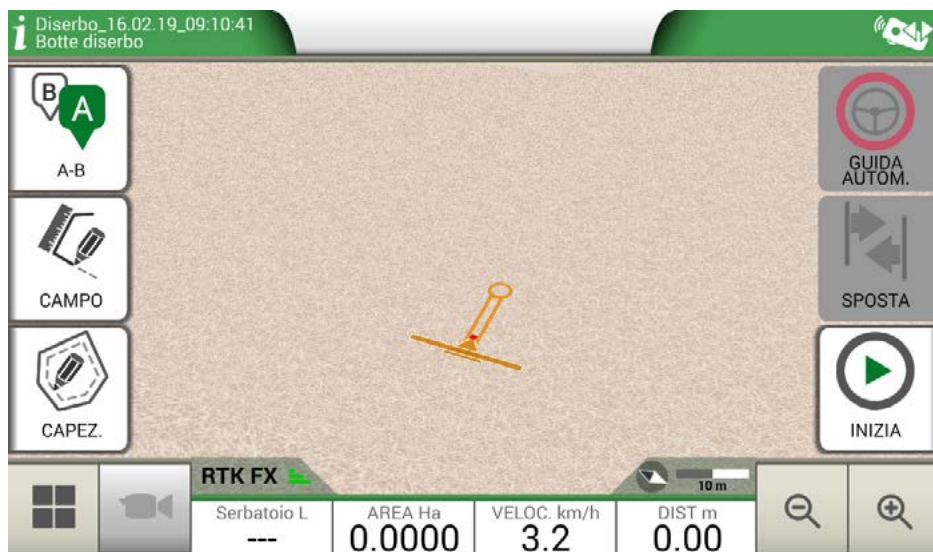 Diserbo_16.02.19_09:10:41
Botte diserbo
B
A
A-B
CAMPO
CAPEZ.
GUIDA
AUTOM.
SPOSTA
INIZIA
RTK FX
10 m
Serbatoio L
---
AREA Ha
0.0000
VELOC. km/h
3.2
DIST m
0.00